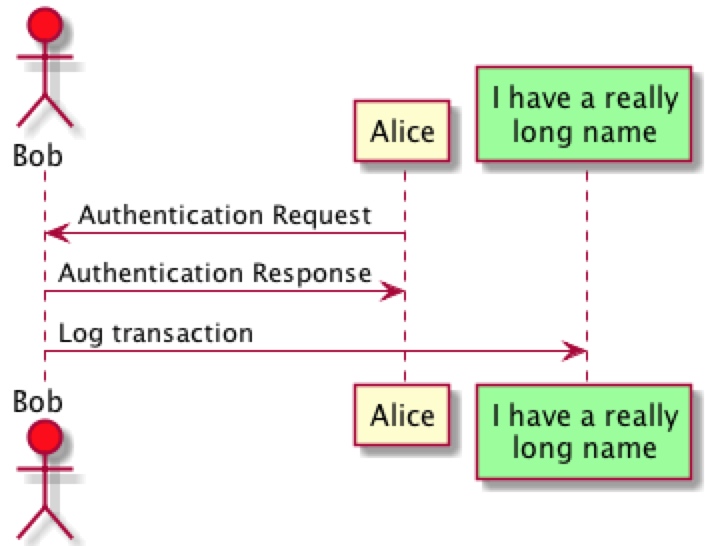 Bob
Alice
I have a really
long name
Authentication Request
Authentication Response
Log transaction
Bob
Alice
I have a really
long name